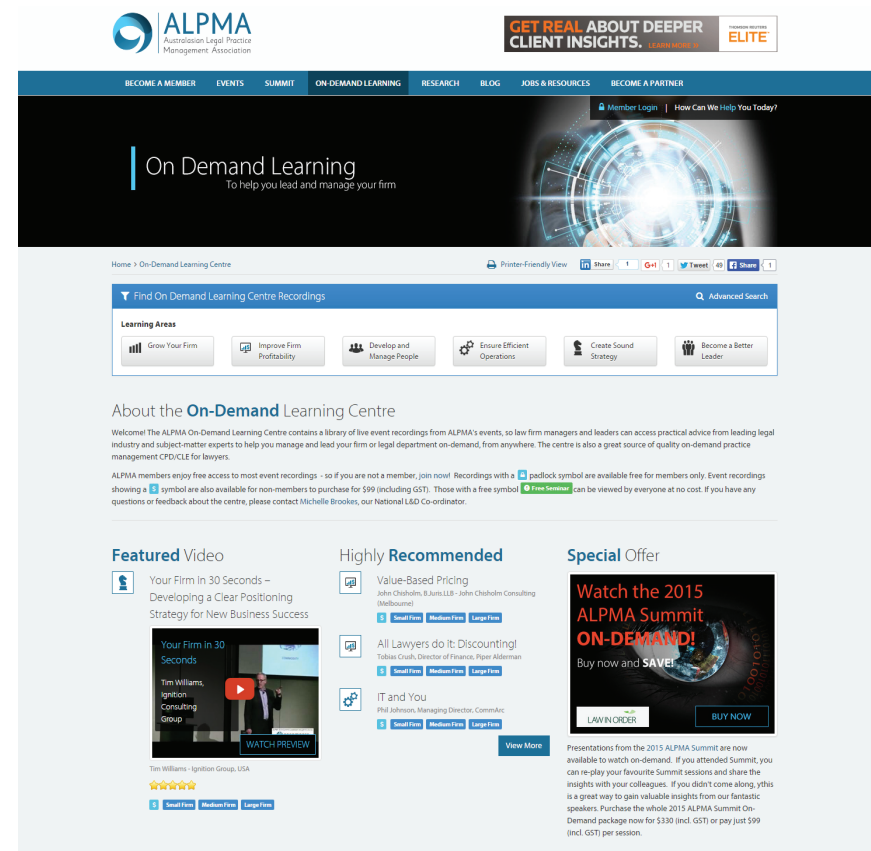 ALPMA
Australasian Legal Practice
Management Association
GET REAL ABOUT DEEPER
CLIENT INSIGHTS. LEARN MORE »
THOMSON REUTERS
ELITE
BECOME A MEMBER EVENTS SUMMIT ON-DEMAND LEARNING RESEARCH BLOG JOBS & RESOURCES BECOME A PARTNER
Member Login | How Can We Help You Today?
On Demand Learning
To help you lead and manage your firm
Home > On-Demand Learning Centre
Printer-Friendly View in Share 1 G+1 1 Tweet 49 f Share 1
Find On Demand Learning Centre Recordings
Advanced Search
Learning Areas
Grow Your Firm
Improve Firm
Profitability
Develop and
Manage People
Ensure Efficient
Operations
Create Sound
Strategy
Become a Better
Leader
About the On-Demand Learning Centre
Welcome! The ALPMA On-Demand Learning Centre contains a library of live event recordings from ALPMA's events, so law firm managers and leaders can access practical advice from leading legal
industry and subject-matter experts to help you manage and lead your firm or legal department on-demand, from anywhere. The centre is also a great source of quality on-demand practice
management CPD/CLE for lawyers.
ALPMA members enjoy free access to most event recordings - so if you are not a member, join now! Recordings with a padlock symbol are available free for members only. Event recordings
showing a $ symbol are also available for non-members to purchase for $99 (including GST). Those with a free symbol Free Seminar can be viewed by everyone at no cost. If you have any
questions or feedback about the centre, please contact Michelle Brookes, our National L&D Co-ordinator.
Featured Video
Your Firm in 30 Seconds –
Developing a Clear Positioning
Strategy for New Business Success
Your Firm in 30
Seconds
Tim Williams,
Ignition
Consulting
Group
WATCH PREVIEW
Tim Williams - Ignition Group, USA
$ Small Firm Medium Firm Large Firm
Highly Recommended
Value-Based Pricing
John Chisholm, B.Juris.LLB - John Chisholm Consulting
(Melbourne)
$ Small Firm Medium Firm Large Firm
All Lawyers do it: Discounting!
Tobias Crush, Director of Finance, Piper Alderman
$ Small Firm Medium Firm Large Firm
IT and You
Phil Johnson, Managing Director, CommArc
$ Small Firm Medium Firm Large Firm
View More
Special Offer
Watch the 2015
ALPMA Summit
ON-DEMAND!
Buy now and SAVE!
LAW IN ORDER
BUY NOW
Presentations from the 2015 ALPMA Summit are now
available to watch on-demand. If you attended Summit, you
can re-play your favourite Summit sessions and share the
insights with your colleagues. If you didn't come along, ythis
is a great way to gain valuable insights from our fantastic
speakers. Purchase the whole 2015 ALPMA Summit On-
Demand package now for $330 (incl. GST) or pay just $99
(incl. GST) per session.